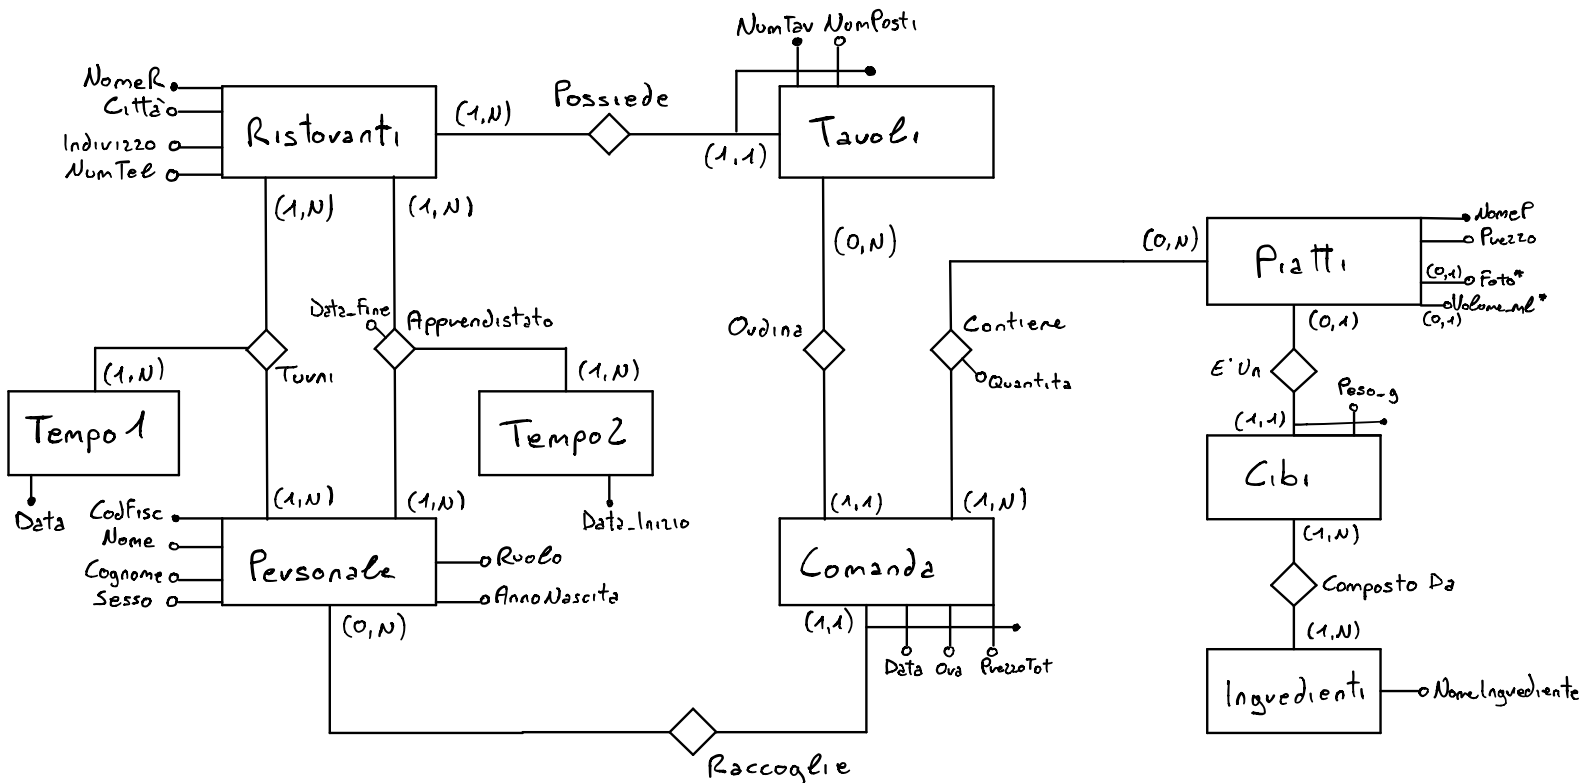 NumTav NumPosti
NomeR
Città
Indirizzo
NumTel
Ristoranti
(1,N)
Possiede
(1,1)
Tavoli
(1,N)
(1,N)
(0,N)
(0,N)
Piatti
NomeP
Prezzo
(0,1) Foto*
Volume_ml*
(0,1)
(0,1)
Data_Fine
Apprendistato
Ordina
Contiene
Quantita
E' Un
Peso_g
(1,N)
Turni
(1,N)
Tempo1
Tempo2
(1,1)
Cibi
Data
Data_Inizio
(1,N)
(1,N)
(1,1)
(1,N)
(1,N)
CodFisc
Nome
Cognome
Sesso
Personale
Ruolo
AnnoNascita
Comanda
Composto Da
(0,N)
(1,1)
Data Ora PrezzoTot
(1,N)
Ingredienti
NomeIngrediente
Raccoglie